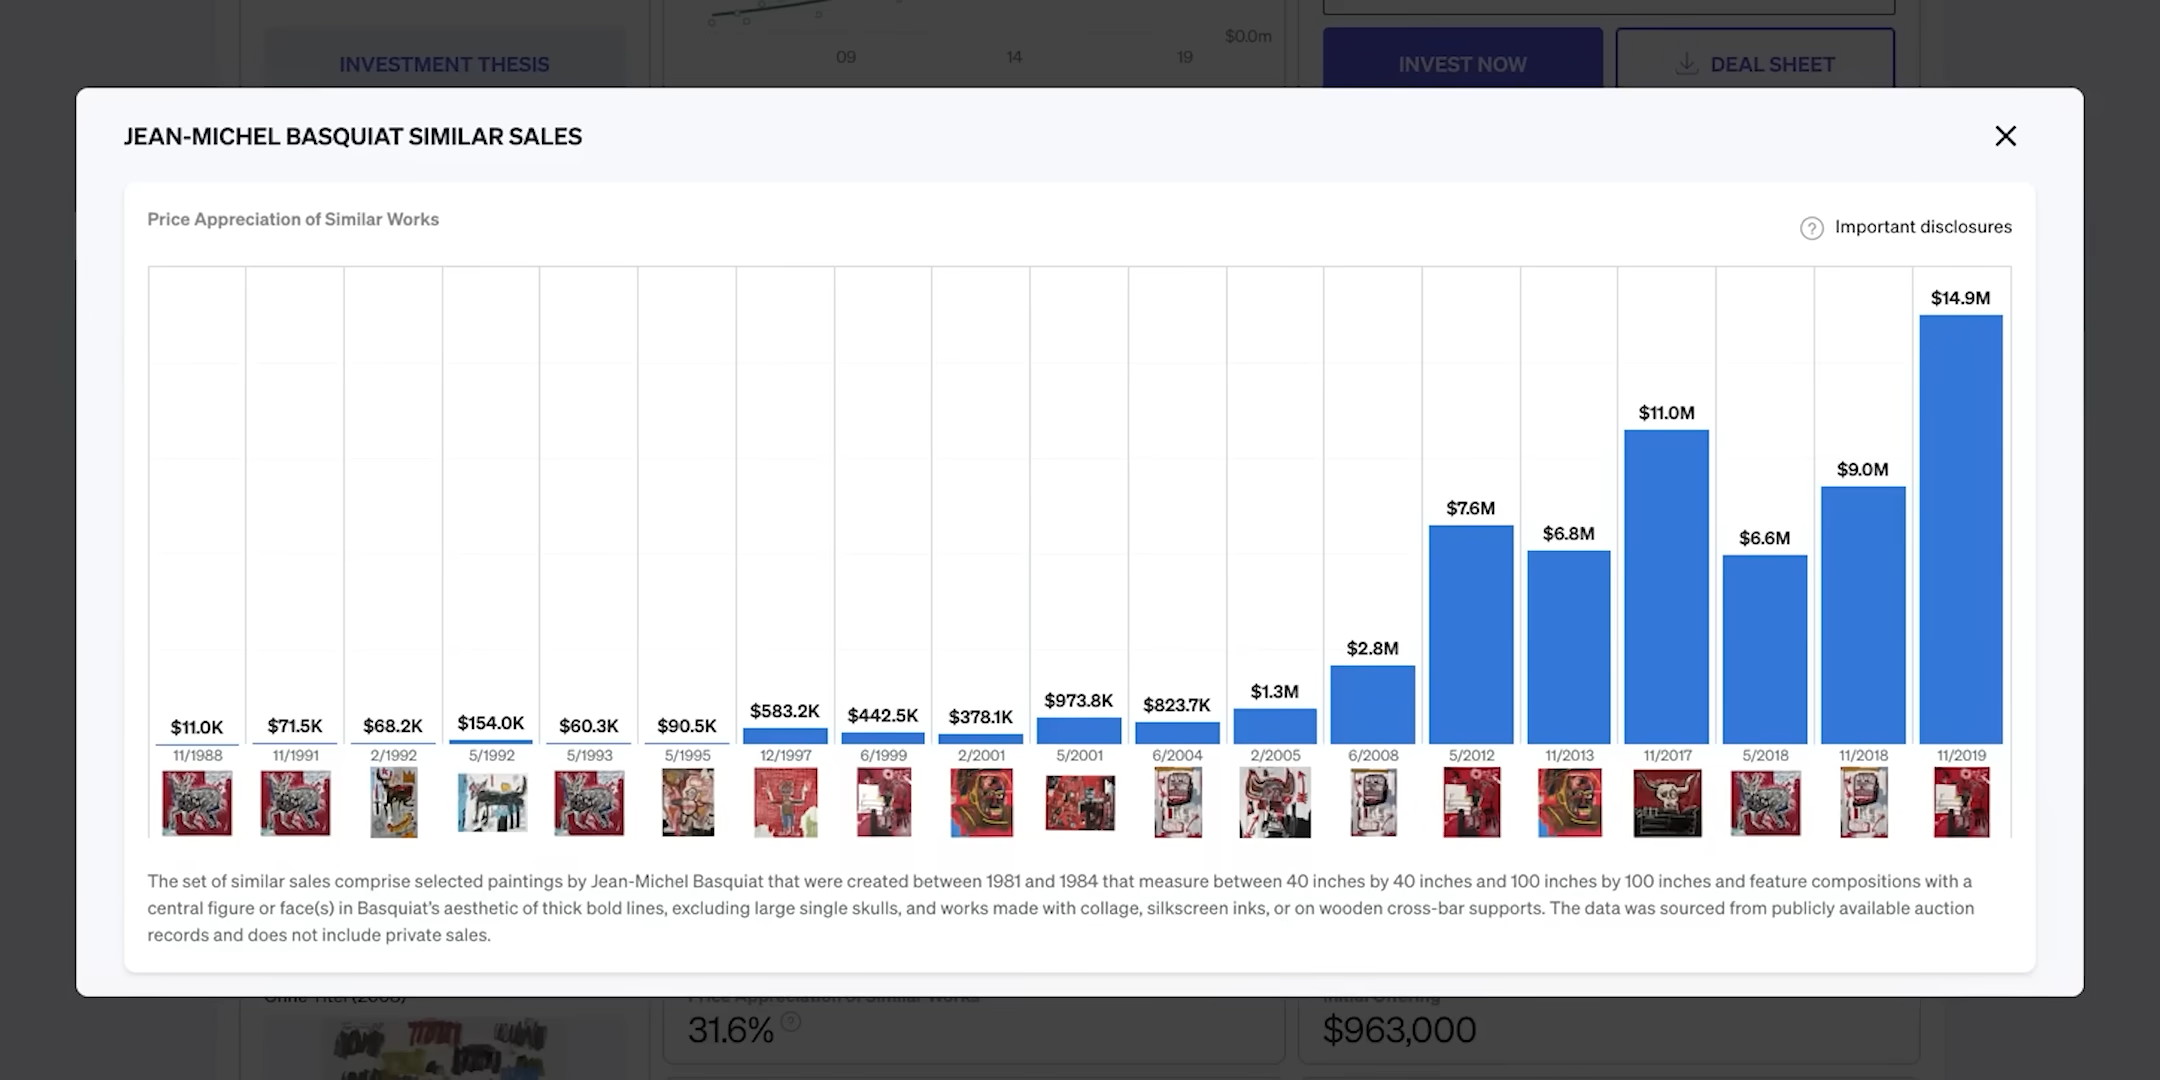 $0.0m
09 14 19
INVESTMENT THESIS
INVEST NOW
DEAL SHEET
JEAN-MICHEL BASQUIAT SIMILAR SALES
Price Appreciation of Similar Works
? Important disclosures
$11.0K $71.5K $68.2K $154.0K $60.3K $90.5K $583.2K $442.5K $378.1K $973.8K $823.7K $1.3M $2.8M $7.6M $6.8M $11.0M $6.6M $9.0M $14.9M
11/1988 11/1991 2/1992 5/1992 5/1993 5/1995 12/1997 6/1999 2/2001 5/2001 6/2004 2/2005 6/2008 5/2012 11/2013 11/2017 5/2018 11/2018 11/2019
The set of similar sales comprise selected paintings by Jean-Michel Basquiat that were created between 1981 and 1984 that measure between 40 inches by 40 inches and 100 inches by 100 inches and feature compositions with a
central figure or face(s) in Basquiat's aesthetic of thick bold lines, excluding large single skulls, and works made with collage, silkscreen inks, or on wooden cross-bar supports. The data was sourced from publicly available auction
records and does not include private sales.
Price Appreciation of Similar Works
Initial Offering
31.6% ?
$963,000